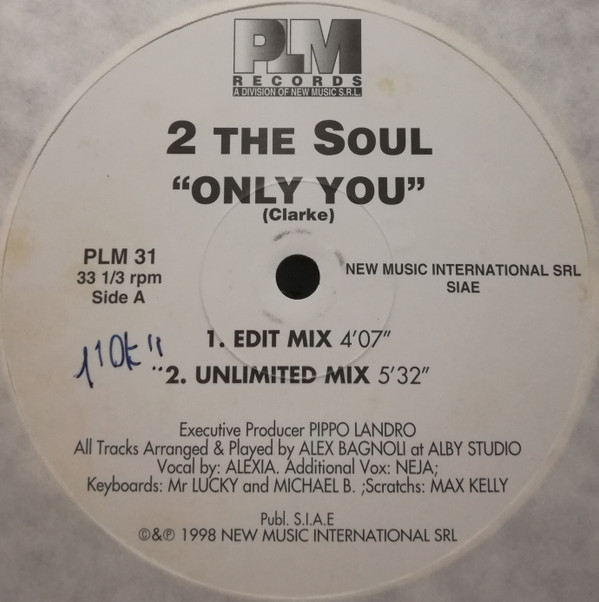 PLM
RECORDS
A DIVISION OF NEW MUSIC S.R.L.
2 THE SOUL
“ONLY YOU”
(Clarke)
PLM 31
33 1/3 rpm
Side A
NEW MUSIC INTERNATIONAL SRL
SIAE
1. EDIT MIX 4'07”
2. UNLIMITED MIX 5'32”
Executive Producer PIPPO LANDRO
All Tracks Arranged & Played by ALEX BAGNOLI at ALBY STUDIO
Vocal by: ALEXIA. Additional Vox: NEJA;
Keyboards: Mr LUCKY and MICHAEL B. ;Scratchs: MAX KELLY
Publ. S.I.A.E
©&℗ 1998 NEW MUSIC INTERNATIONAL SRL